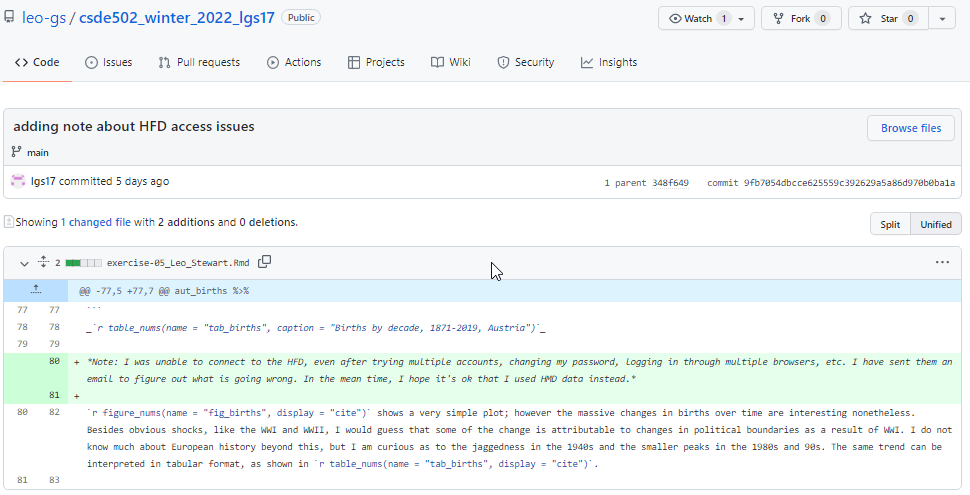 leo-gs / csde502_winter_2022_lgs17 Public
Watch 1 Fork 0 Star 0
Code Issues Pull requests Actions Projects Wiki Security Insights
adding note about HFD access issues
Browse files
main
lgs17 committed 5 days ago
1 parent 348f649 commit 9fb7054dbcce625559c392629a5a86d970b0ba1a
Showing 1 changed file with 2 additions and 0 deletions.
Split Unified
2 exercise-05_Leo_Stewart.Rmd
@@ -77,5 +77,7 @@ aut_births %>%
77 77 ```
78 78 _`r table_nums(name = "tab_births", caption = "Births by decade, 1871-2019, Austria")`_
79 79
80 + *Note: I was unable to connect to the HFD, even after trying multiple accounts, changing my password, logging in through multiple browsers, etc. I have sent them an
email to figure out what is going wrong. In the mean time, I hope it's ok that I used HMD data instead.*
81 +
80 82 `r figure_nums(name = "fig_births", display = "cite")` shows a very simple plot; however the massive changes in births over time are interesting nonetheless.
Besides obvious shocks, like the WWI and WWII, I would guess that some of the change is attributable to changes in political boundaries as a result of WWI. I do not
know much about European history beyond this, but I am curious as to the jaggedness in the 1940s and the smaller peaks in the 1980s and 90s. The same trend can be
interpreted in tabular format, as shown in `r table_nums(name = "tab_births", display = "cite")`.
81 83